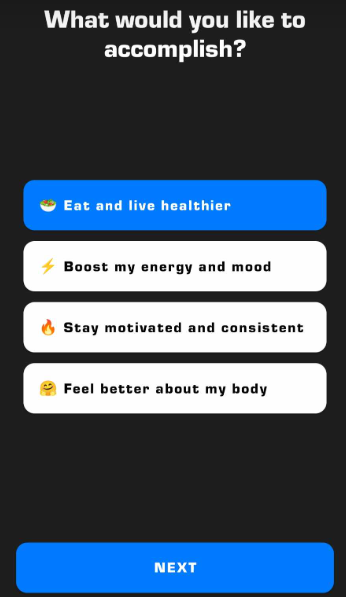 What would you like to
accomplish?
🥗 Eat and live healthier
⚡ Boost my energy and mood
🔥 Stay motivated and consistent
🤗 Feel better about my body
NEXT